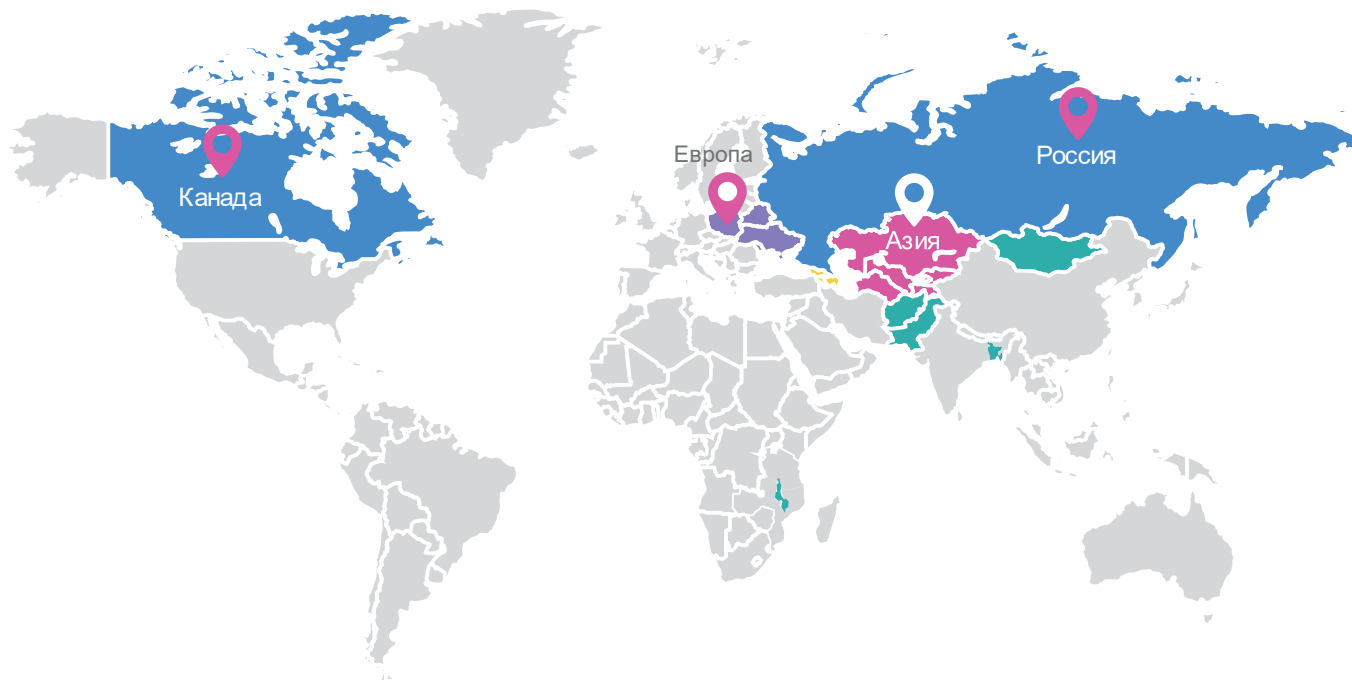 Европа
Россия
Канада
Азия